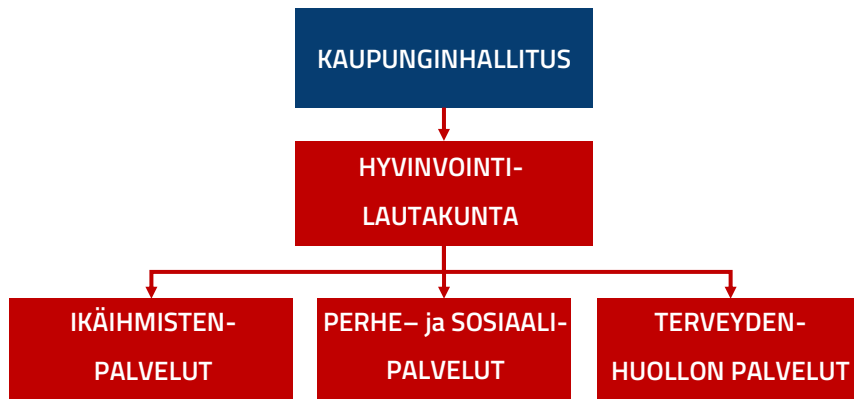 KAUPUNGINHALLITUS
HYVINVOINTI-
LAUTAKUNTA
IKÄIHMISTEN-
PALVELUT
PERHE– ja SOSIAALI-
PALVELUT
TERVEYDEN-
HUOLLON PALVELUT